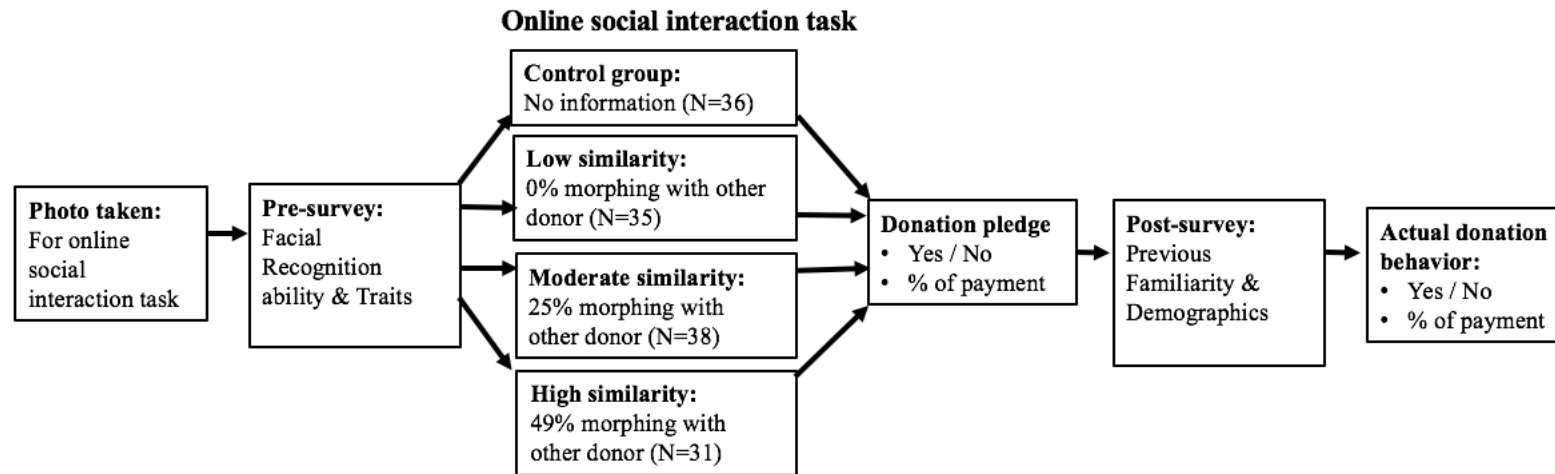 Online social interaction task
Photo taken:
For online
social
interaction task
Pre-survey:
Facial
Recognition
ability & Traits
Control group:
No information (N=36)
Low similarity:
0% morphing with other
donor (N=35)
Moderate similarity:
25% morphing with
other donor (N=38)
High similarity:
49% morphing with
other donor (N=31)
Donation pledge
• Yes / No
• % of payment
Post-survey:
Previous
Familiarity &
Demographics
Actual donation
behavior:
• Yes / No
• % of payment